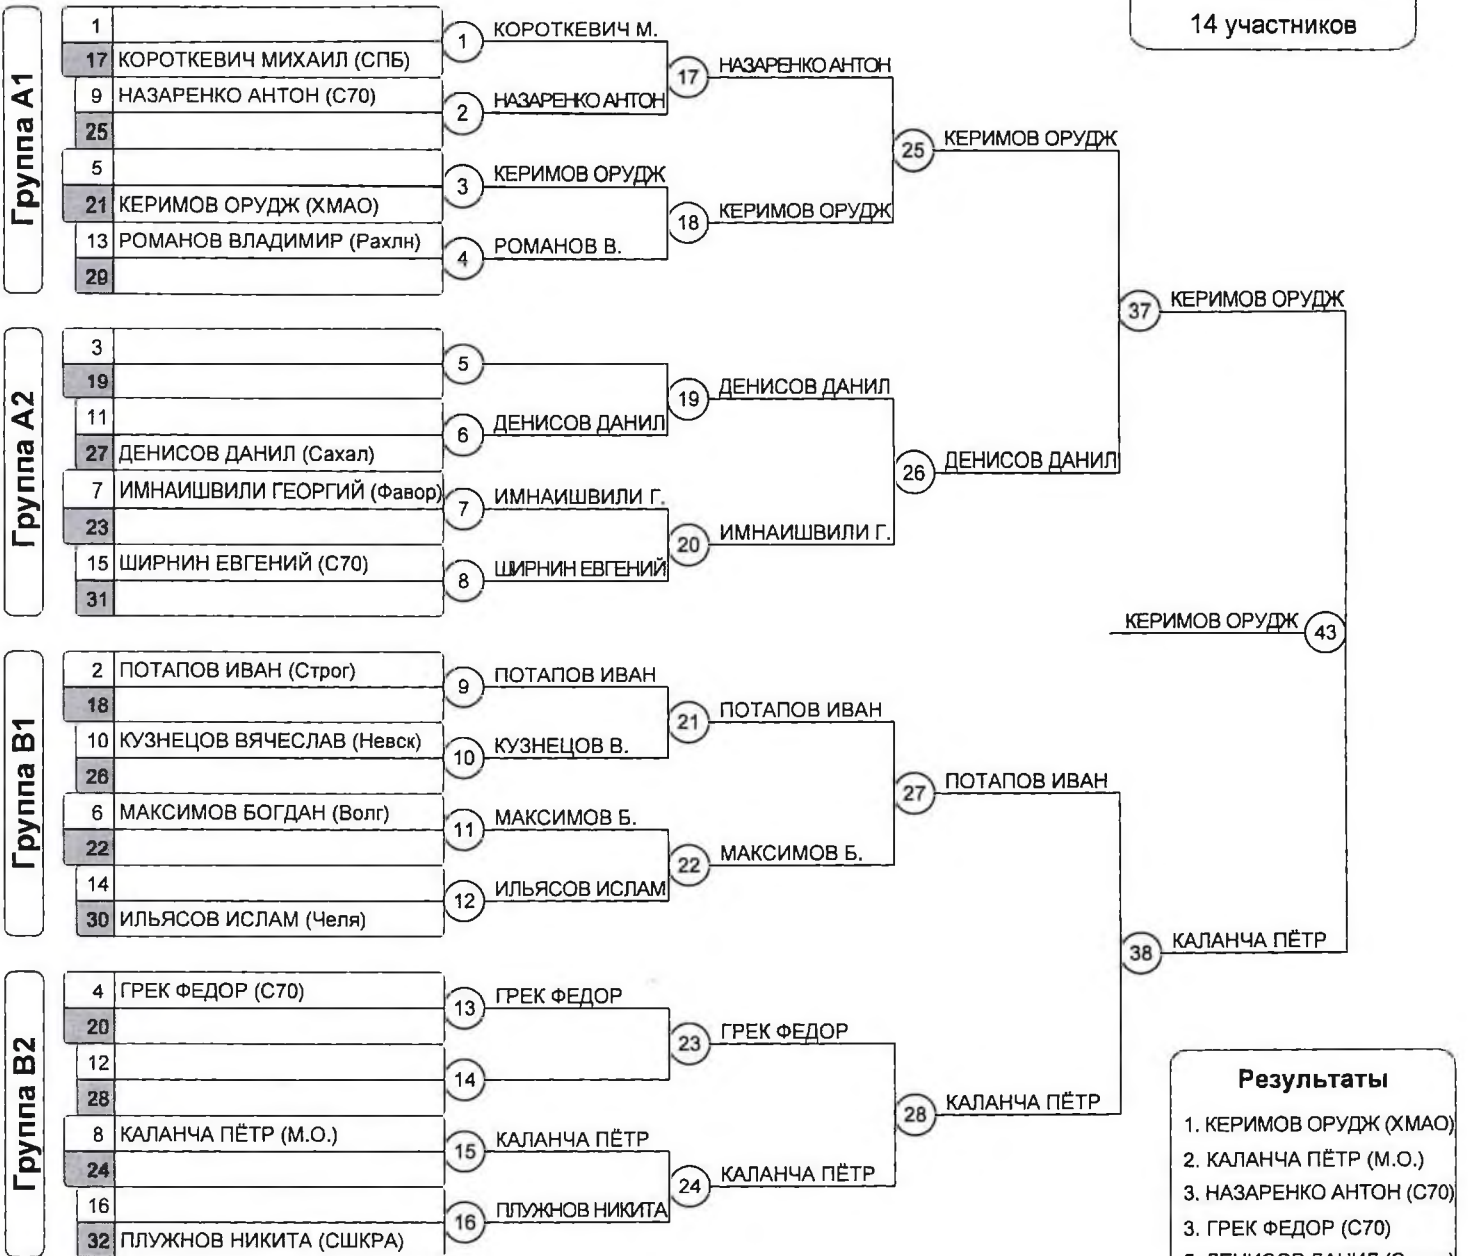 14 участников
Группа A1
1
17 КОРОТКЕВИЧ МИХАИЛ (СПБ)
9 НАЗАРЕНКО АНТОН (С70)
25
5
21 КЕРИМОВ ОРУДЖ (ХМАО)
13 РОМАНОВ ВЛАДИМИР (Рахлн)
29
1 КОРОТКЕВИЧ М.
2 НАЗАРЕНКО АНТОН
3 КЕРИМОВ ОРУДЖ
4 РОМАНОВ В.
17 НАЗАРЕНКО АНТОН
18 КЕРИМОВ ОРУДЖ
25 КЕРИМОВ ОРУДЖ
Группа A2
3
19
11
27 ДЕНИСОВ ДАНИЛ (Сахал)
7 ИМНАИШВИЛИ ГЕОРГИЙ (Фавор)
23
15 ШИРНИН ЕВГЕНИЙ (С70)
31
5
6 ДЕНИСОВ ДАНИЛ
7 ИМНАИШВИЛИ Г.
8 ШИРНИН ЕВГЕНИЙ
19 ДЕНИСОВ ДАНИЛ
20 ИМНАИШВИЛИ Г.
26 ДЕНИСОВ ДАНИЛ
37 КЕРИМОВ ОРУДЖ
КЕРИМОВ ОРУДЖ 43
Группа B1
2 ПОТАПОВ ИВАН (Строг)
18
10 КУЗНЕЦОВ ВЯЧЕСЛАВ (Невск)
26
6 МАКСИМОВ БОГДАН (Волг)
22
14
30 ИЛЬЯСОВ ИСЛАМ (Челя)
9 ПОТАПОВ ИВАН
10 КУЗНЕЦОВ В.
11 МАКСИМОВ Б.
12 ИЛЬЯСОВ ИСЛАМ
21 ПОТАПОВ ИВАН
22 МАКСИМОВ Б.
27 ПОТАПОВ ИВАН
38 КАЛАНЧА ПЁТР
Группа B2
4 ГРЕК ФЕДОР (С70)
20
12
28
8 КАЛАНЧА ПЁТР (М.О.)
24
16
32 ПЛУЖНОВ НИКИТА (СШКРА)
13 ГРЕК ФЕДОР
14
15 КАЛАНЧА ПЁТР
16 ПЛУЖНОВ НИКИТА
23 ГРЕК ФЕДОР
24 КАЛАНЧА ПЁТР
28 КАЛАНЧА ПЁТР
Результаты
1. КЕРИМОВ ОРУДЖ (ХМАО)
2. КАЛАНЧА ПЁТР (М.О.)
3. НАЗАРЕНКО АНТОН (С70)
3. ГРЕК ФЕДОР (С70)